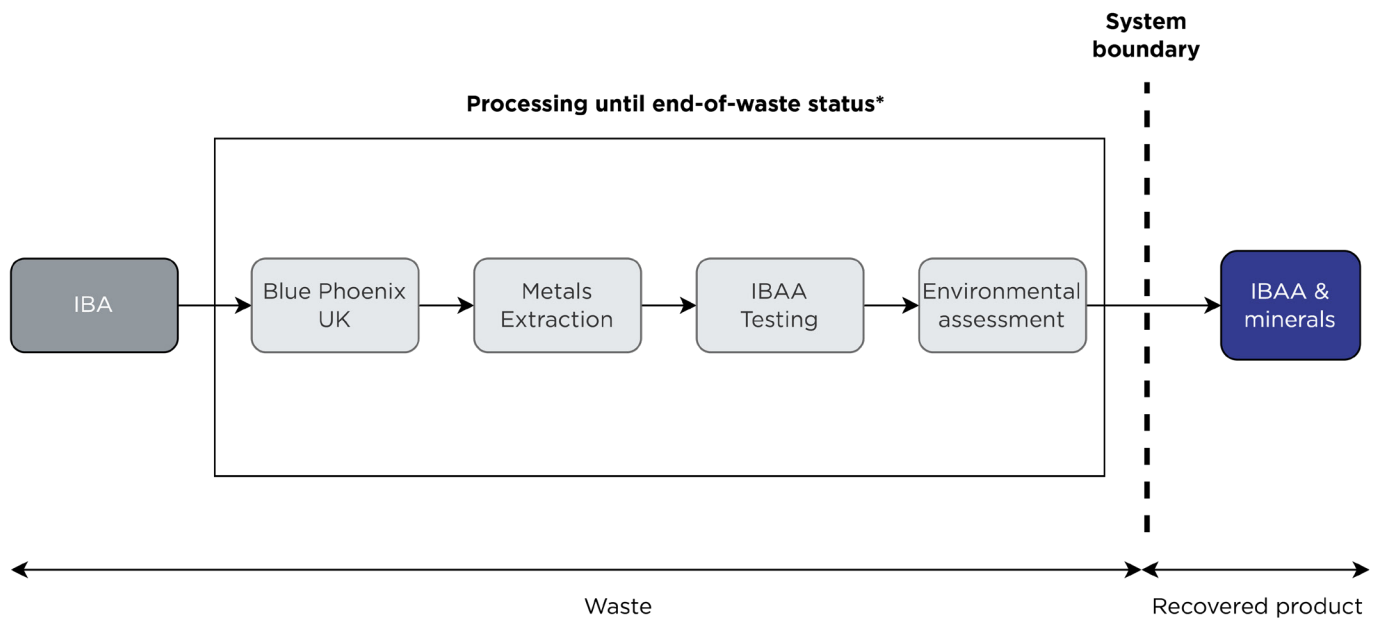 System
boundary
Processing until end-of-waste status*
IBA
Blue Phoenix
UK
Metals
Extraction
IBAA
Testing
Environmental
assessment
IBAA &
minerals
Waste
Recovered product